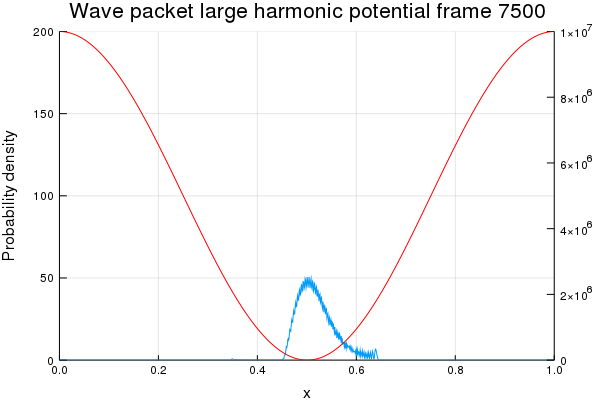 Wave packet large harmonic potential frame 7500
200
150
100
50
0
Probability density
1×10⁷
8×10⁶
6×10⁶
4×10⁶
2×10⁶
0
0.0 0.2 0.4 0.6 0.8 1.0
x